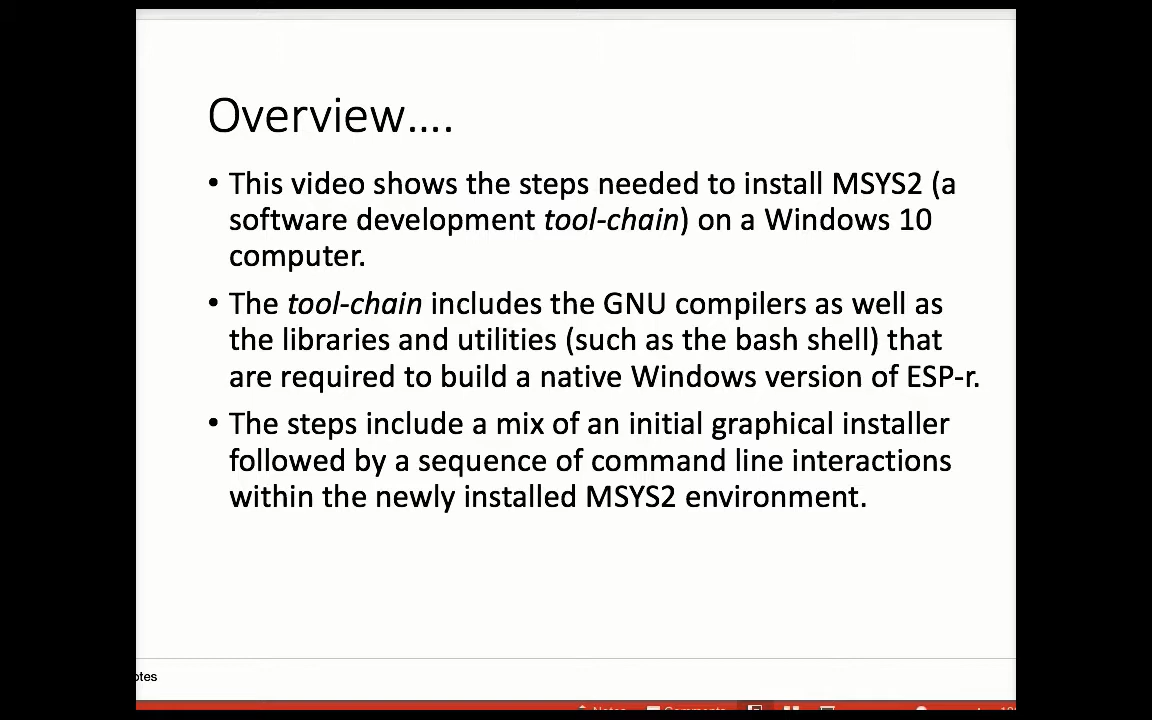 Overview....
• This video shows the steps needed to install MSYS2 (a
software development tool-chain) on a Windows 10
computer.
• The tool-chain includes the GNU compilers as well as
the libraries and utilities (such as the bash shell) that
are required to build a native Windows version of ESP-r.
• The steps include a mix of an initial graphical installer
followed by a sequence of command line interactions
within the newly installed MSYS2 environment.
otes
Notes Comments